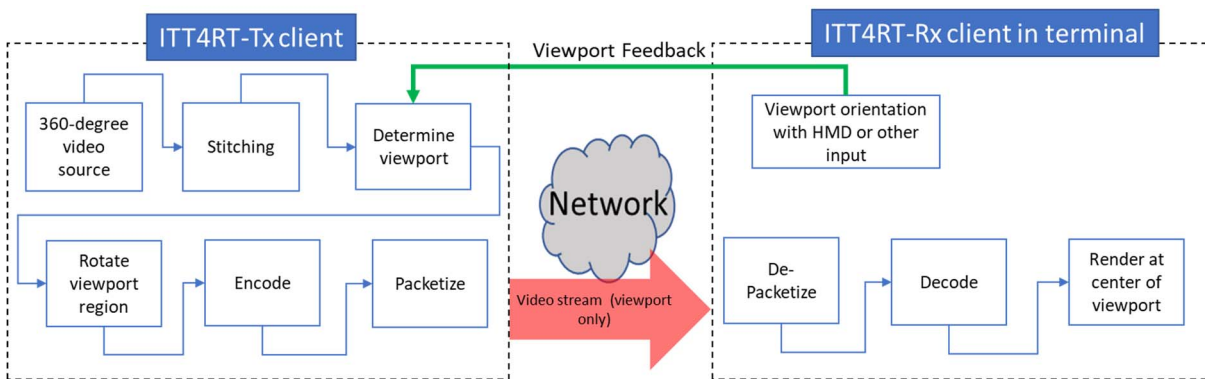 ITT4RT-Tx client
ITT4RT-Rx client in terminal
Viewport Feedback
360-degree
video
source
Stitching
Determine
viewport
Viewport orientation
with HMD or other
input
Network
Rotate
viewport
region
Encode
Packetize
Video stream (viewport
only)
De-
Packetize
Decode
Render at
center of
viewport